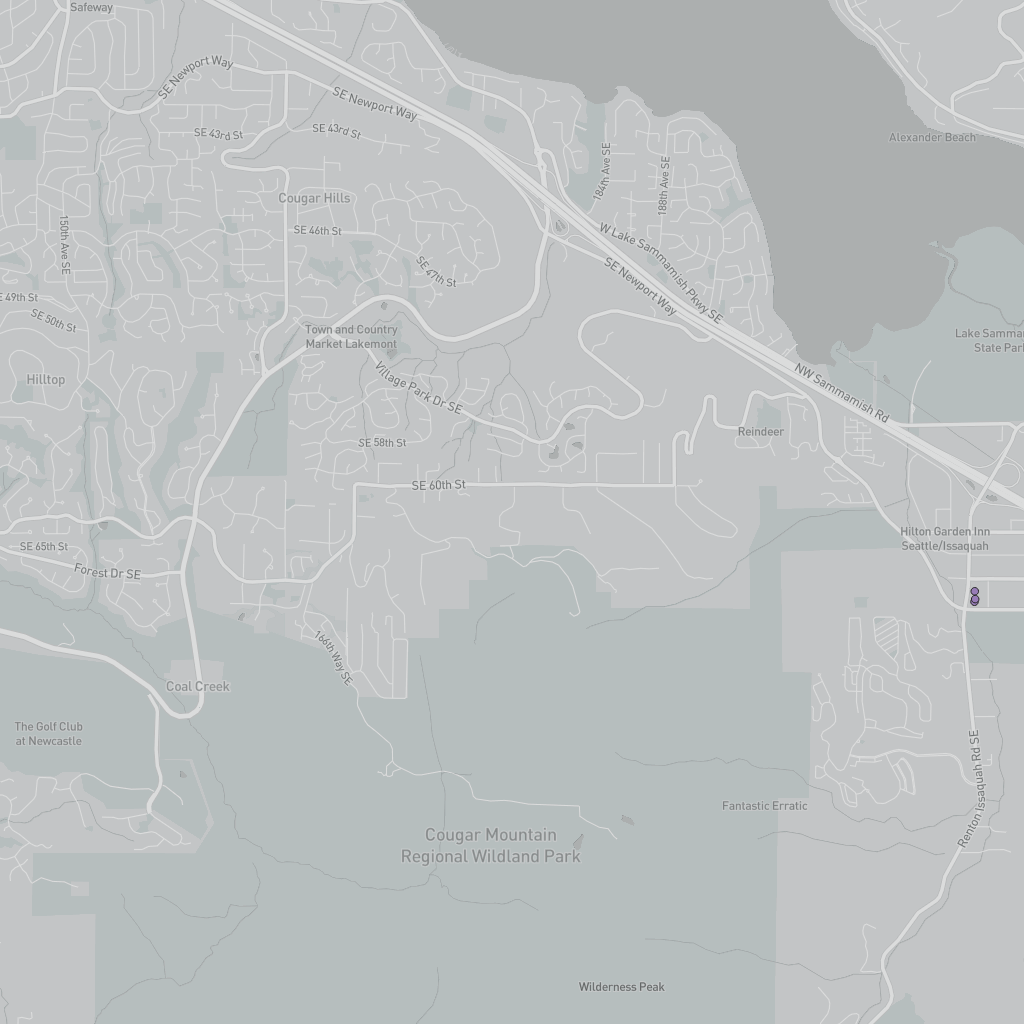 Safeway
SE Newport Way
SE Newport Way
SE 43rd St
SE 43rd St
Alexander Beach
184th Ave SE
188th Ave SE
Cougar Hills
150th Ave SE
SE 46th St
W Lake Sammamish Pkwy SE
SE 47th St
SE Newport Way
E 49th St
SE 50th St
Town and Country
Market Lakemont
Lake Sammam
State Park
Hilltop
Village Park Dr SE
NW Sammamish Rd
Reindeer
SE 58th St
SE 60th St
Hilton Garden Inn
Seattle/Issaquah
SE 65th St
Forest Dr SE
166th Way SE
Coal Creek
The Golf Club
at Newcastle
Renton Issaquah Rd SE
Fantastic Erratic
Cougar Mountain
Regional Wildland Park
Wilderness Peak